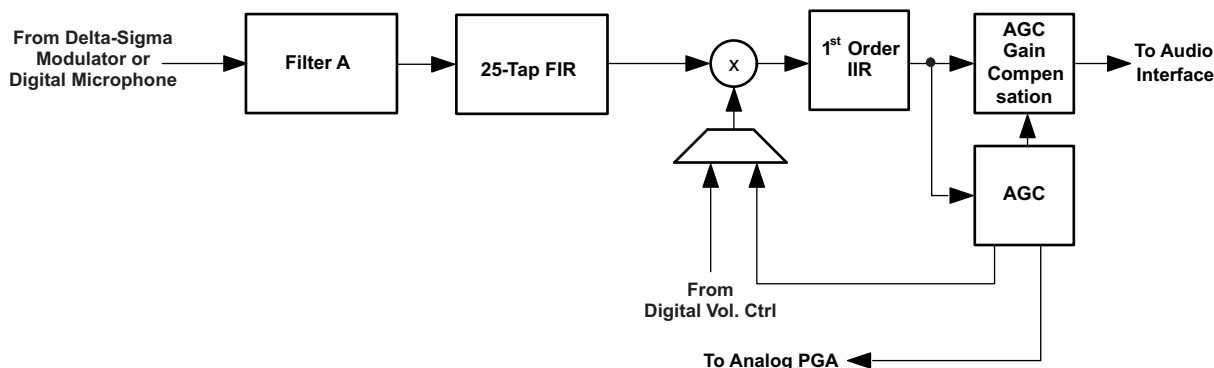 From Delta-Sigma
Modulator or
Digital Microphone
Filter A
25-Tap FIR
x
1st Order
IIR
AGC
Gain
Compen
sation
To Audio
Interface
AGC
From
Digital Vol. Ctrl
To Analog PGA